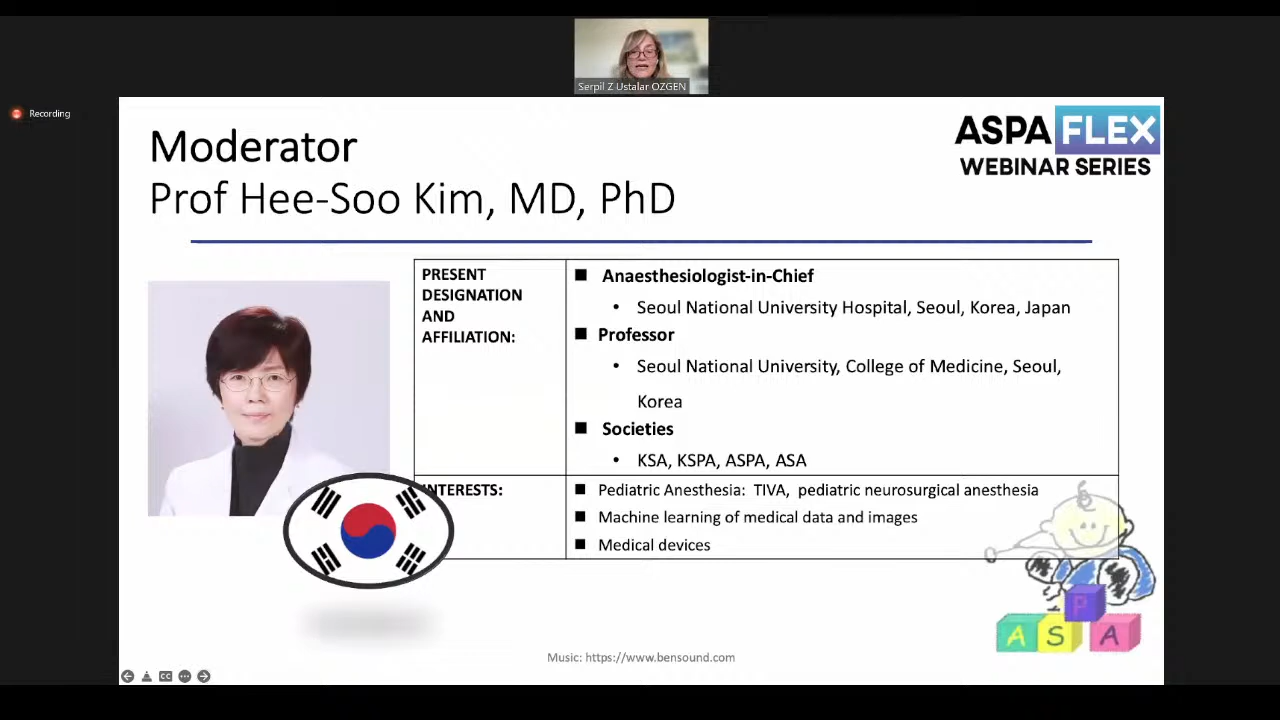 Serpil Z Ustalar OZGEN
Recording
ASPA FLEX
WEBINAR SERIES
Moderator
Prof Hee-Soo Kim, MD, PhD
PRESENT
DESIGNATION
AND
AFFILIATION:
■ Anaesthesiologist-in-Chief
• Seoul National University Hospital, Seoul, Korea, Japan
■ Professor
• Seoul National University, College of Medicine, Seoul,
Korea
■ Societies
• KSA, KSPA, ASPA, ASA
INTERESTS:
■ Pediatric Anesthesia: TIVA, pediatric neurosurgical anesthesia
■ Machine learning of medical data and images
■ Medical devices
P
A S A
Music: https://www.bensound.com
CC